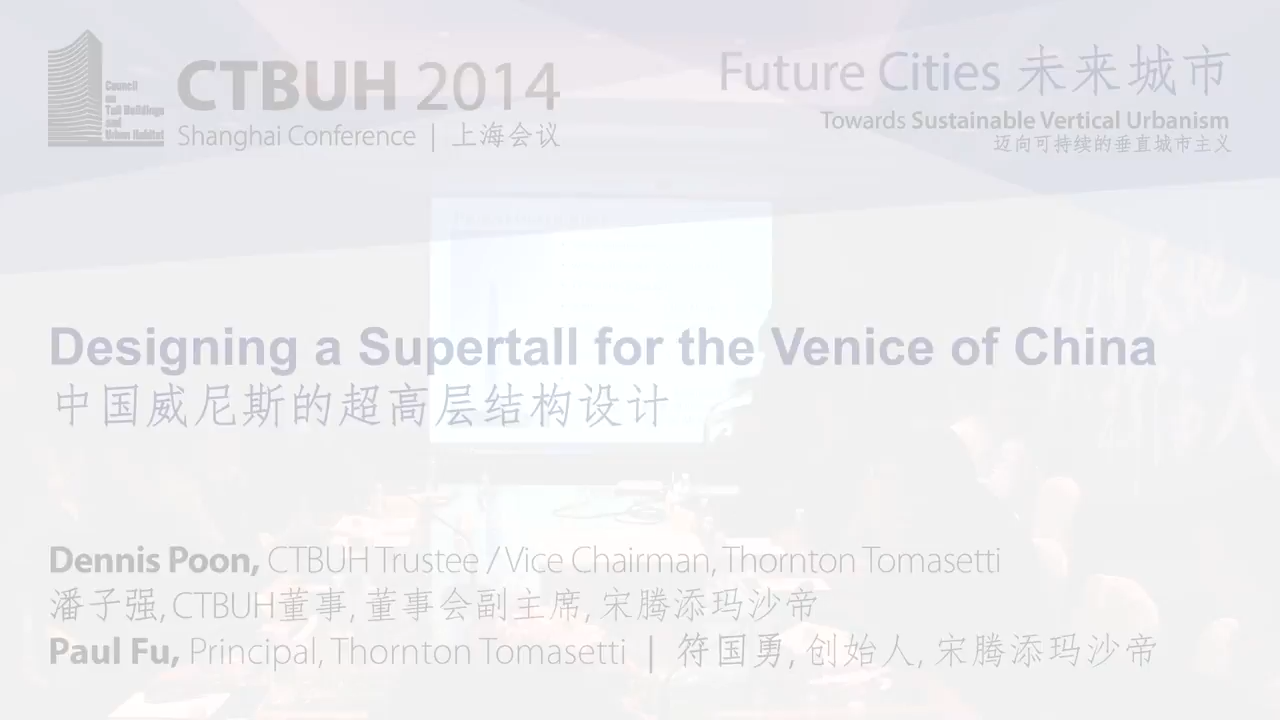 Council
on
Tall Buildings
and
Urban Habitat
CTBUH 2014
Shanghai Conference | 上海会议
Future Cities 未来城市
Towards Sustainable Vertical Urbanism
迈向可持续的垂直城市主义
Designing a Supertall for the Venice of China
中国威尼斯的超高层结构设计
Dennis Poon, CTBUH Trustee / Vice Chairman, Thornton Tomasetti
潘子强, CTBUH董事, 董事会副主席, 宋腾添玛沙帝
Paul Fu, Principal, Thornton Tomasetti | 符国勇, 创始人, 宋腾添玛沙帝